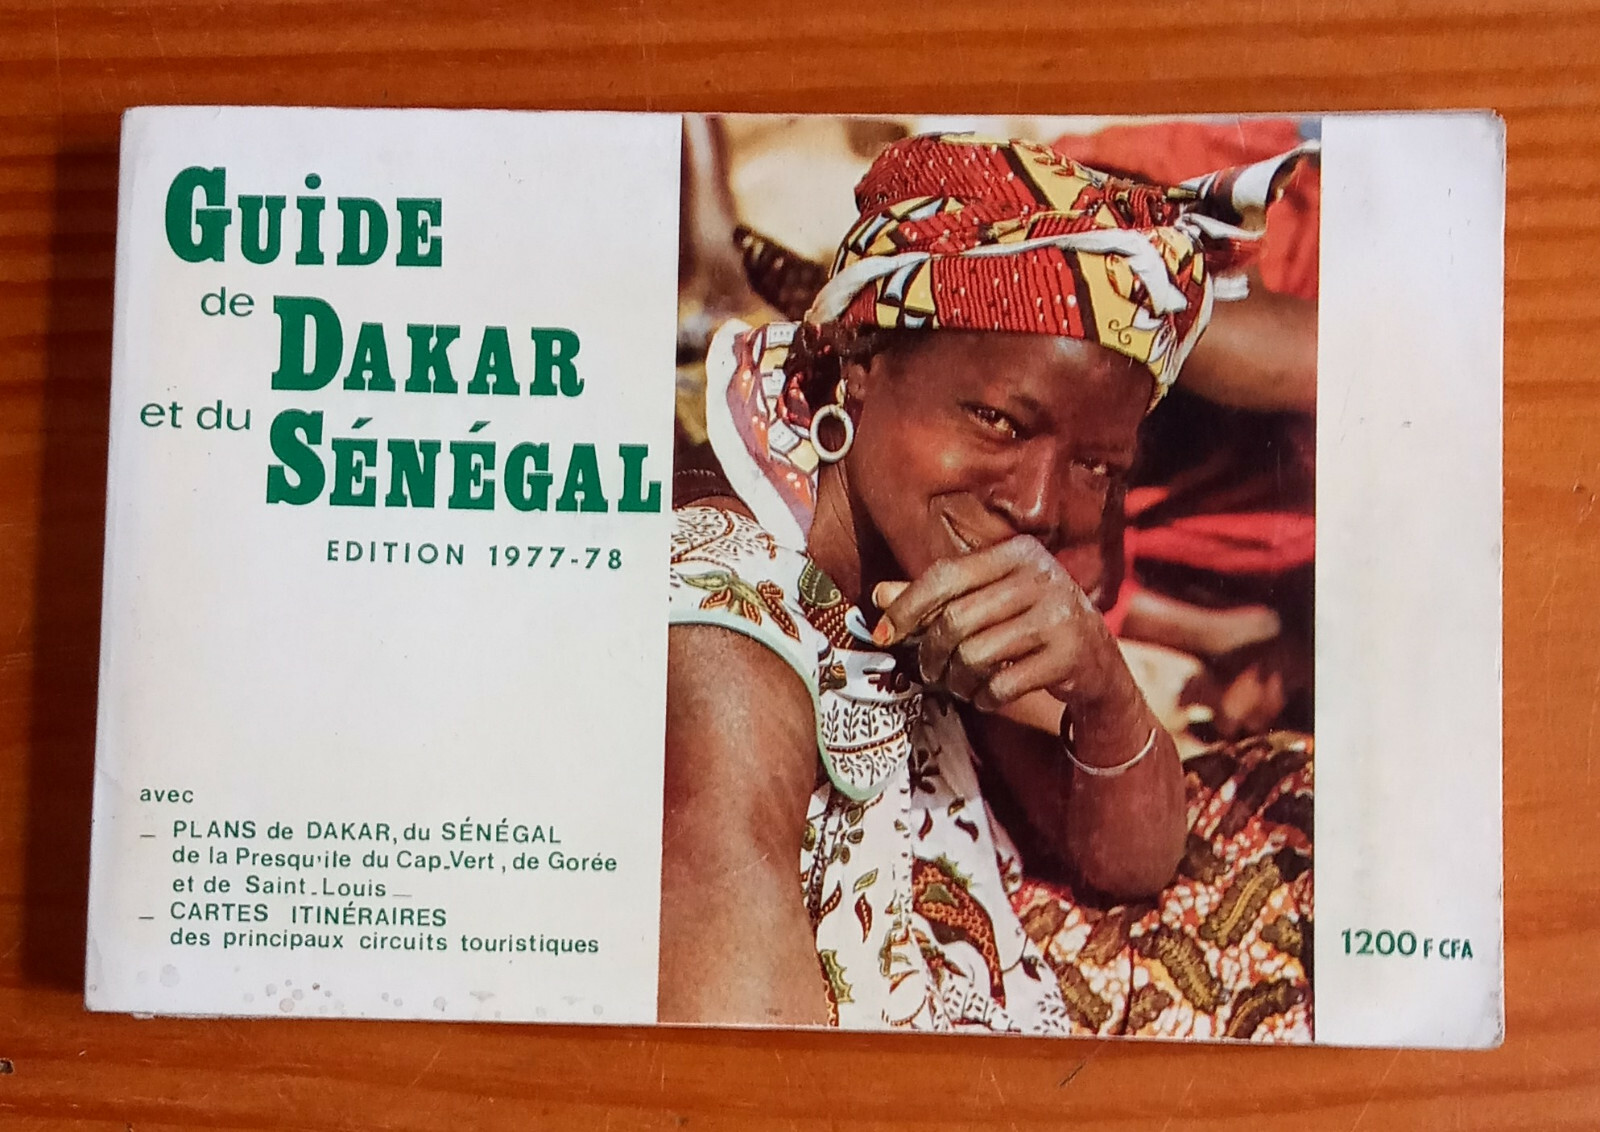 GUIDE
de DAKAR
et du SÉNÉGAL
EDITION 1977-78
avec
_ PLANS de DAKAR, du SÉNÉGAL
de la Presqu'ile du Cap-Vert, de Gorée
et de Saint-Louis _
_ CARTES ITINÉRAIRES
des principaux circuits touristiques
1200 F CFA